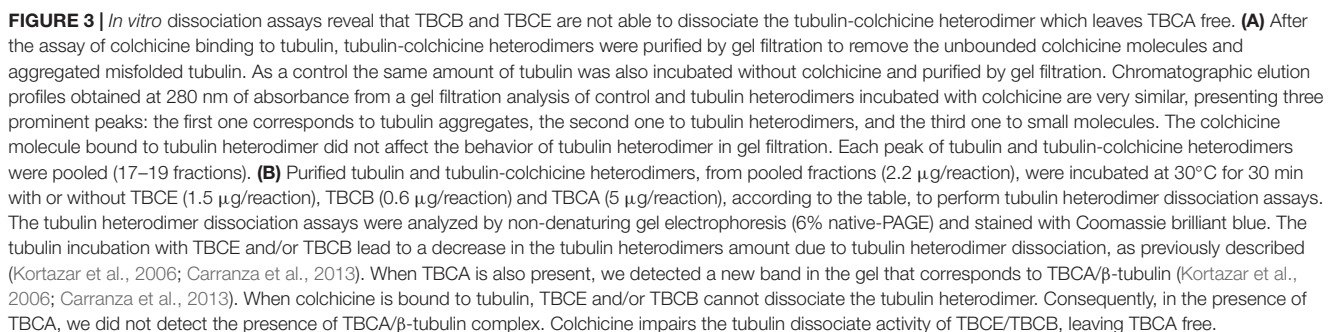 FIGURE 3 | In vitro dissociation assays reveal that TBCB and TBCE are not able to dissociate the tubulin-colchicine heterodimer which leaves TBCA free. (A) After
the assay of colchicine binding to tubulin, tubulin-colchicine heterodimers were purified by gel filtration to remove the unbounded colchicine molecules and
aggregated misfolded tubulin. As a control the same amount of tubulin was also incubated without colchicine and purified by gel filtration. Chromatographic elution
profiles obtained at 280 nm of absorbance from a gel filtration analysis of control and tubulin heterodimers incubated with colchicine are very similar, presenting three
prominent peaks: the first one corresponds to tubulin aggregates, the second one to tubulin heterodimers, and the third one to small molecules. The colchicine
molecule bound to tubulin heterodimer did not affect the behavior of tubulin heterodimer in gel filtration. Each peak of tubulin and tubulin-colchicine heterodimers
were pooled (17–19 fractions). (B) Purified tubulin and tubulin-colchicine heterodimers, from pooled fractions (2.2 μg/reaction), were incubated at 30°C for 30 min
with or without TBCE (1.5 μg/reaction), TBCB (0.6 μg/reaction) and TBCA (5 μg/reaction), according to the table, to perform tubulin heterodimer dissociation assays.
The tubulin heterodimer dissociation assays were analyzed by non-denaturing gel electrophoresis (6% native-PAGE) and stained with Coomassie brilliant blue. The
tubulin incubation with TBCE and/or TBCB lead to a decrease in the tubulin heterodimers amount due to tubulin heterodimer dissociation, as previously described
(Kortazar et al., 2006; Carranza et al., 2013). When TBCA is also present, we detected a new band in the gel that corresponds to TBCA/β-tubulin (Kortazar et al.,
2006; Carranza et al., 2013). When colchicine is bound to tubulin, TBCE and/or TBCB cannot dissociate the tubulin heterodimer. Consequently, in the presence of
TBCA, we did not detect the presence of TBCA/β-tubulin complex. Colchicine impairs the tubulin dissociate activity of TBCE/TBCB, leaving TBCA free.